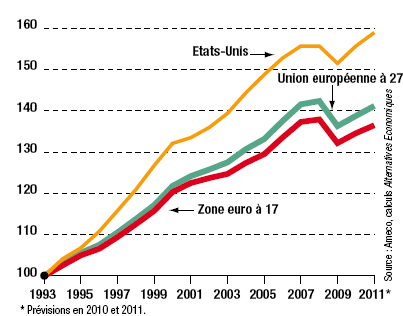 160
150
140
130
120
110
100
Etats-Unis
Union européenne à 27
Zone euro à 17
1993 1995 1997 1999 2001 2003 2005 2007 2009 2011*
* Prévisions en 2010 et 2011.
Source : Ameco, calculs Alternatives Economiques